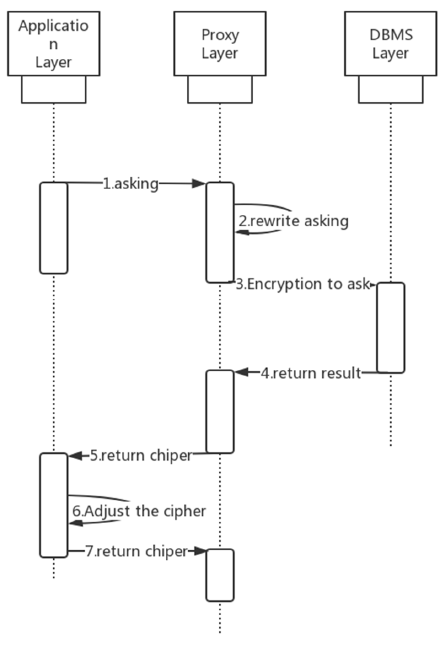 Applicatio
n
Layer
Proxy
Layer
DBMS
Layer
1.asking
2.rewrite asking
3.Encryption to ask
4.return result
5.return chiper
6.Adjust the cipher
7.return chiper